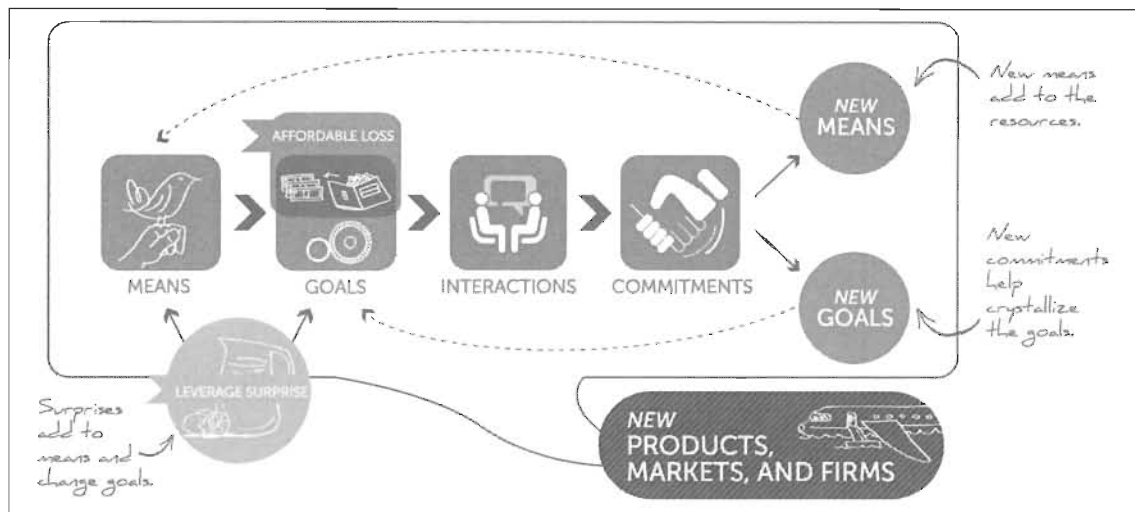 NEW
MEANS
New means
add to the
resources.
AFFORDABLE LOSS
MEANS
GOALS
INTERACTIONS
COMMITMENTS
NEW
GOALS
New
commitments
help
crystallize
the goals.
LEVERAGE SURPRISE
Surprises
add to
means and
change goals.
NEW
PRODUCTS,
MARKETS, AND FIRMS